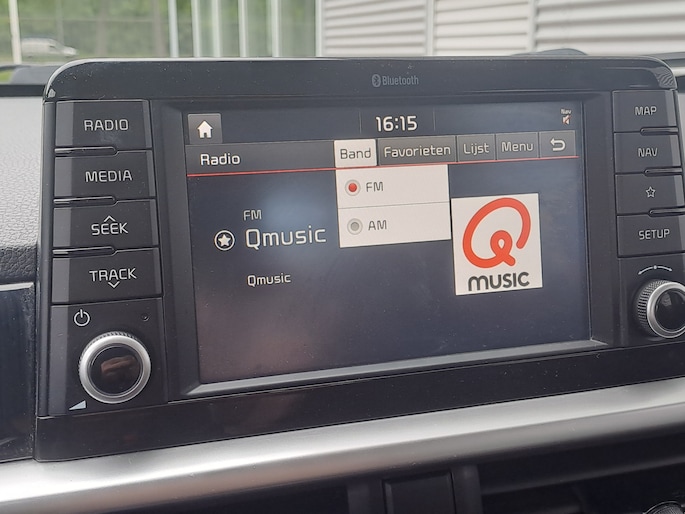 Bluetooth
RADIO
MEDIA
SEEK
TRACK
16:15
Nav
Radio
Band
Favorieten
Lijst
Menu
FM
AM
FM
Qmusic
Qmusic
Q
MUSIC
MAP
NAV
SETUP